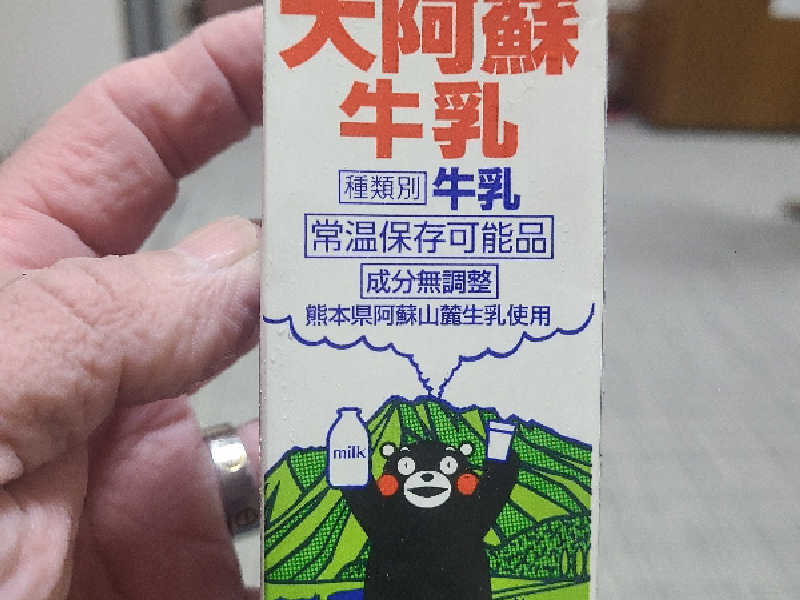 大阿蘇
牛乳
種類別 牛乳
常温保存可能品
成分無調整
熊本県阿蘇山麓生乳使用
milk